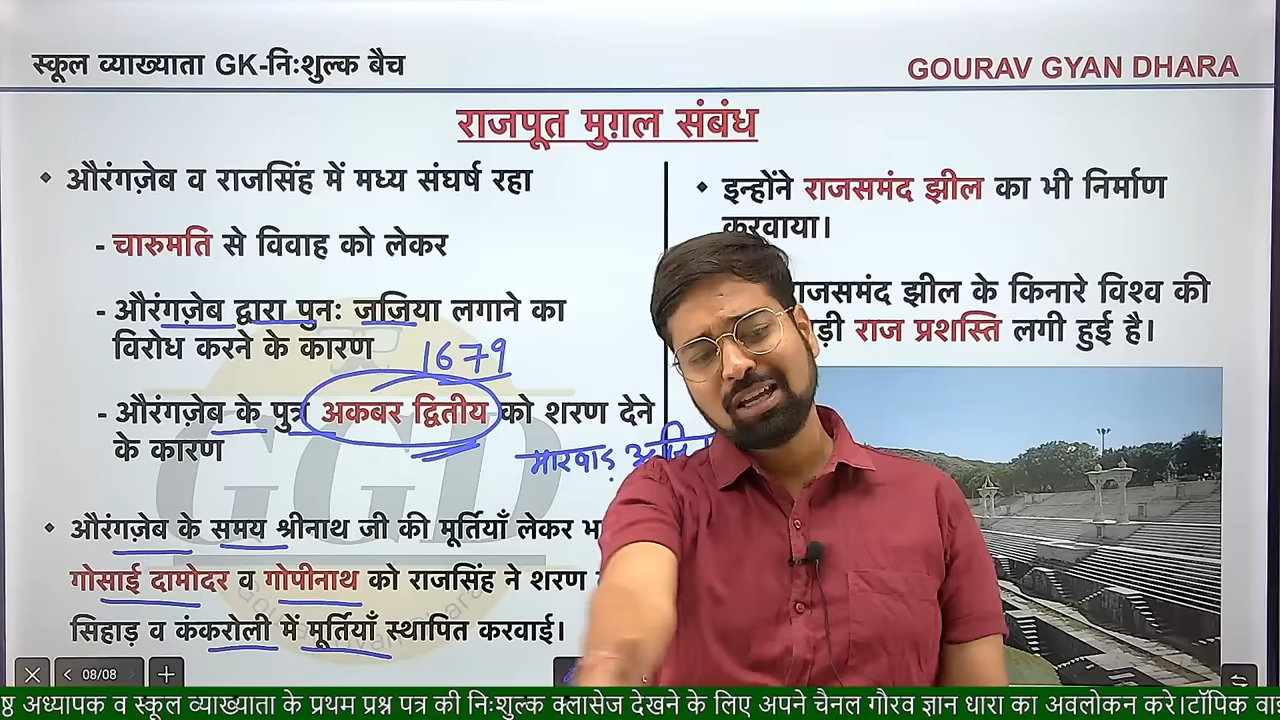 स्कूल व्याख्याता GK-निःशुल्क बैच
GOURAV GYAN DHARA
राजपूत मुग़ल संबंध
• औरंगज़ेब व राजसिंह में मध्य संघर्ष रहा
- चारुमति से विवाह को लेकर
- औरंगज़ेब द्वारा पुनः जजिया लगाने का
विरोध करने के कारण
1679
- औरंगज़ेब के पुत्र अकबर द्वितीय को शरण देने
के कारण
मारवाड़
• औरंगज़ेब के समय श्रीनाथ जी की मूर्तियाँ लेकर
गोसाई दामोदर व गोपीनाथ को राजसिंह ने शरण
सिहाड़ व कंकरोली में मूर्तियाँ स्थापित करवाई।
• इन्होंने राजसमंद झील का भी निर्माण
करवाया।
राजसमंद झील के किनारे विश्व की
राज प्रशस्ति लगी हुई है।
GGD
08/08
अध्यापक व स्कूल व्याख्याता के प्रथम प्रश्न पत्र की निःशुल्क क्लासेज देखने के लिए अपने चैनल गौरव ज्ञान धारा का अवलोकन करे।टॉपिक